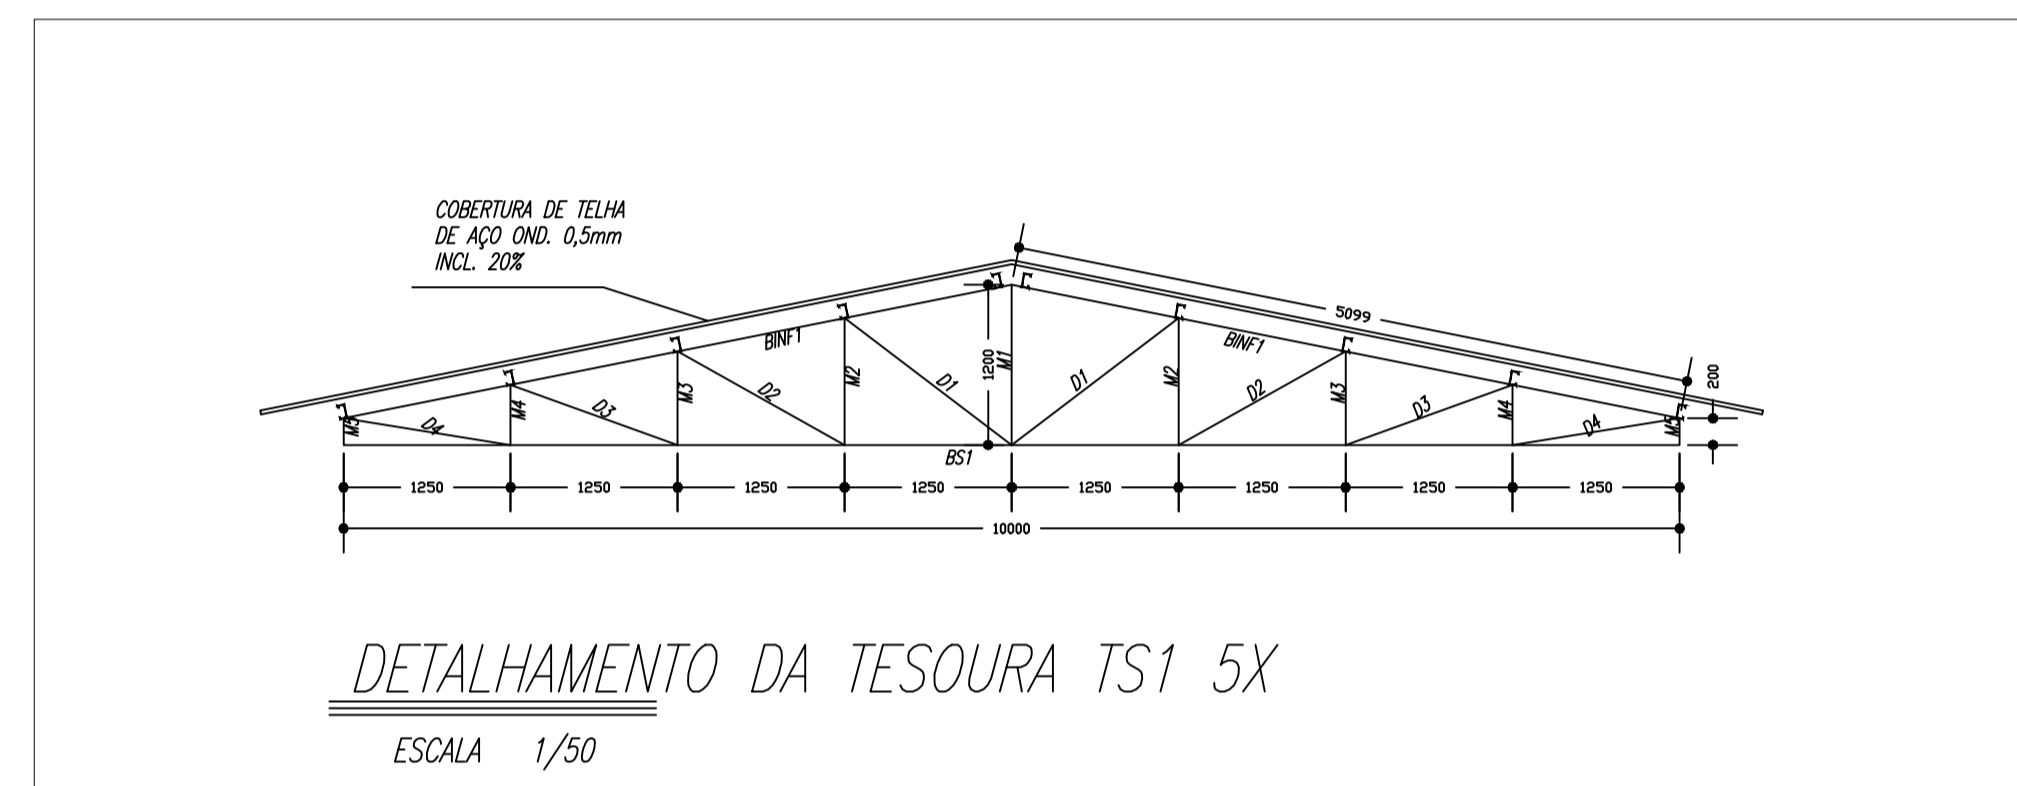 COBERTURA DE TELHA
DE AÇO OND. 0,5mm
INCL. 20%
5099
BINF1
BINF1
1200
M1
200
M2
M2
D1
D1
M3
D2
D2
M3
M4
D3
D3
M4
M5
D4
D4
M5
BS1
1250 1250 1250 1250 1250 1250 1250 1250
10000
DETALHAMENTO DA TESOURA TS1 5X
ESCALA 1/50